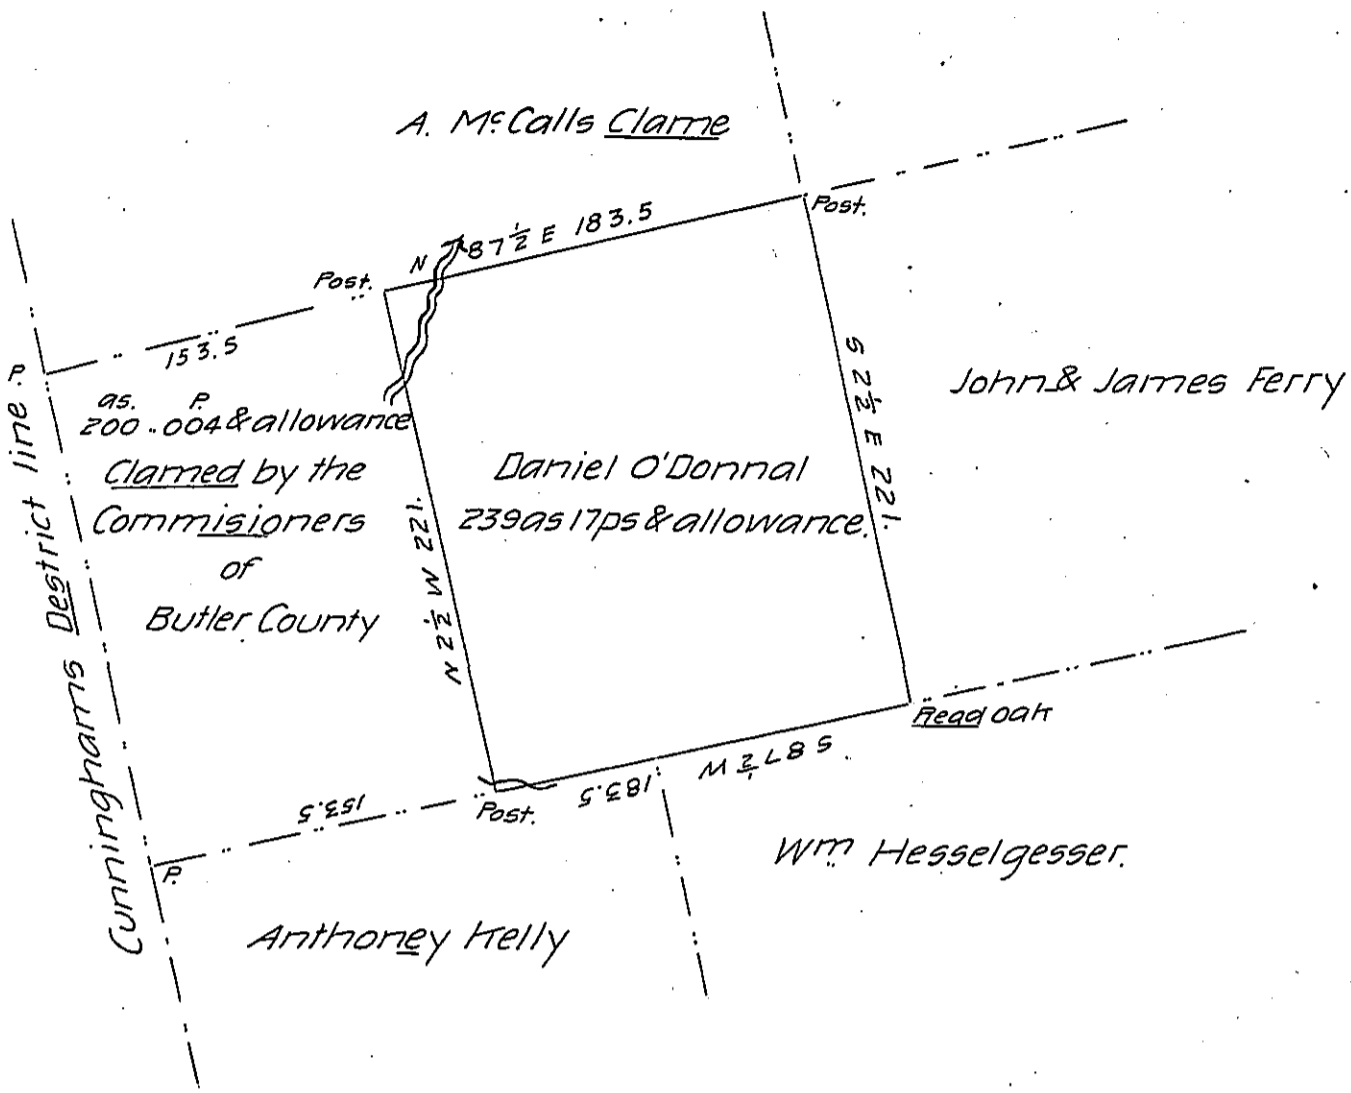 A. McCalls Clame
Post.
N 87½ E 183.5
Post.
153.5
P.
as. P.
200..004 & allowance
Clamed by the
Commisioners
of
Butler County
Cunninghams Destrict line
N 2½ W 221.
Daniel O'Donnal
239as 17ps & allowance.
S 2½ E 221.
John & James Ferry
Read oak
S 87½ W
183.5
Post.
153.5
P.
Wm Hesselgesser.
Anthoney Kelly